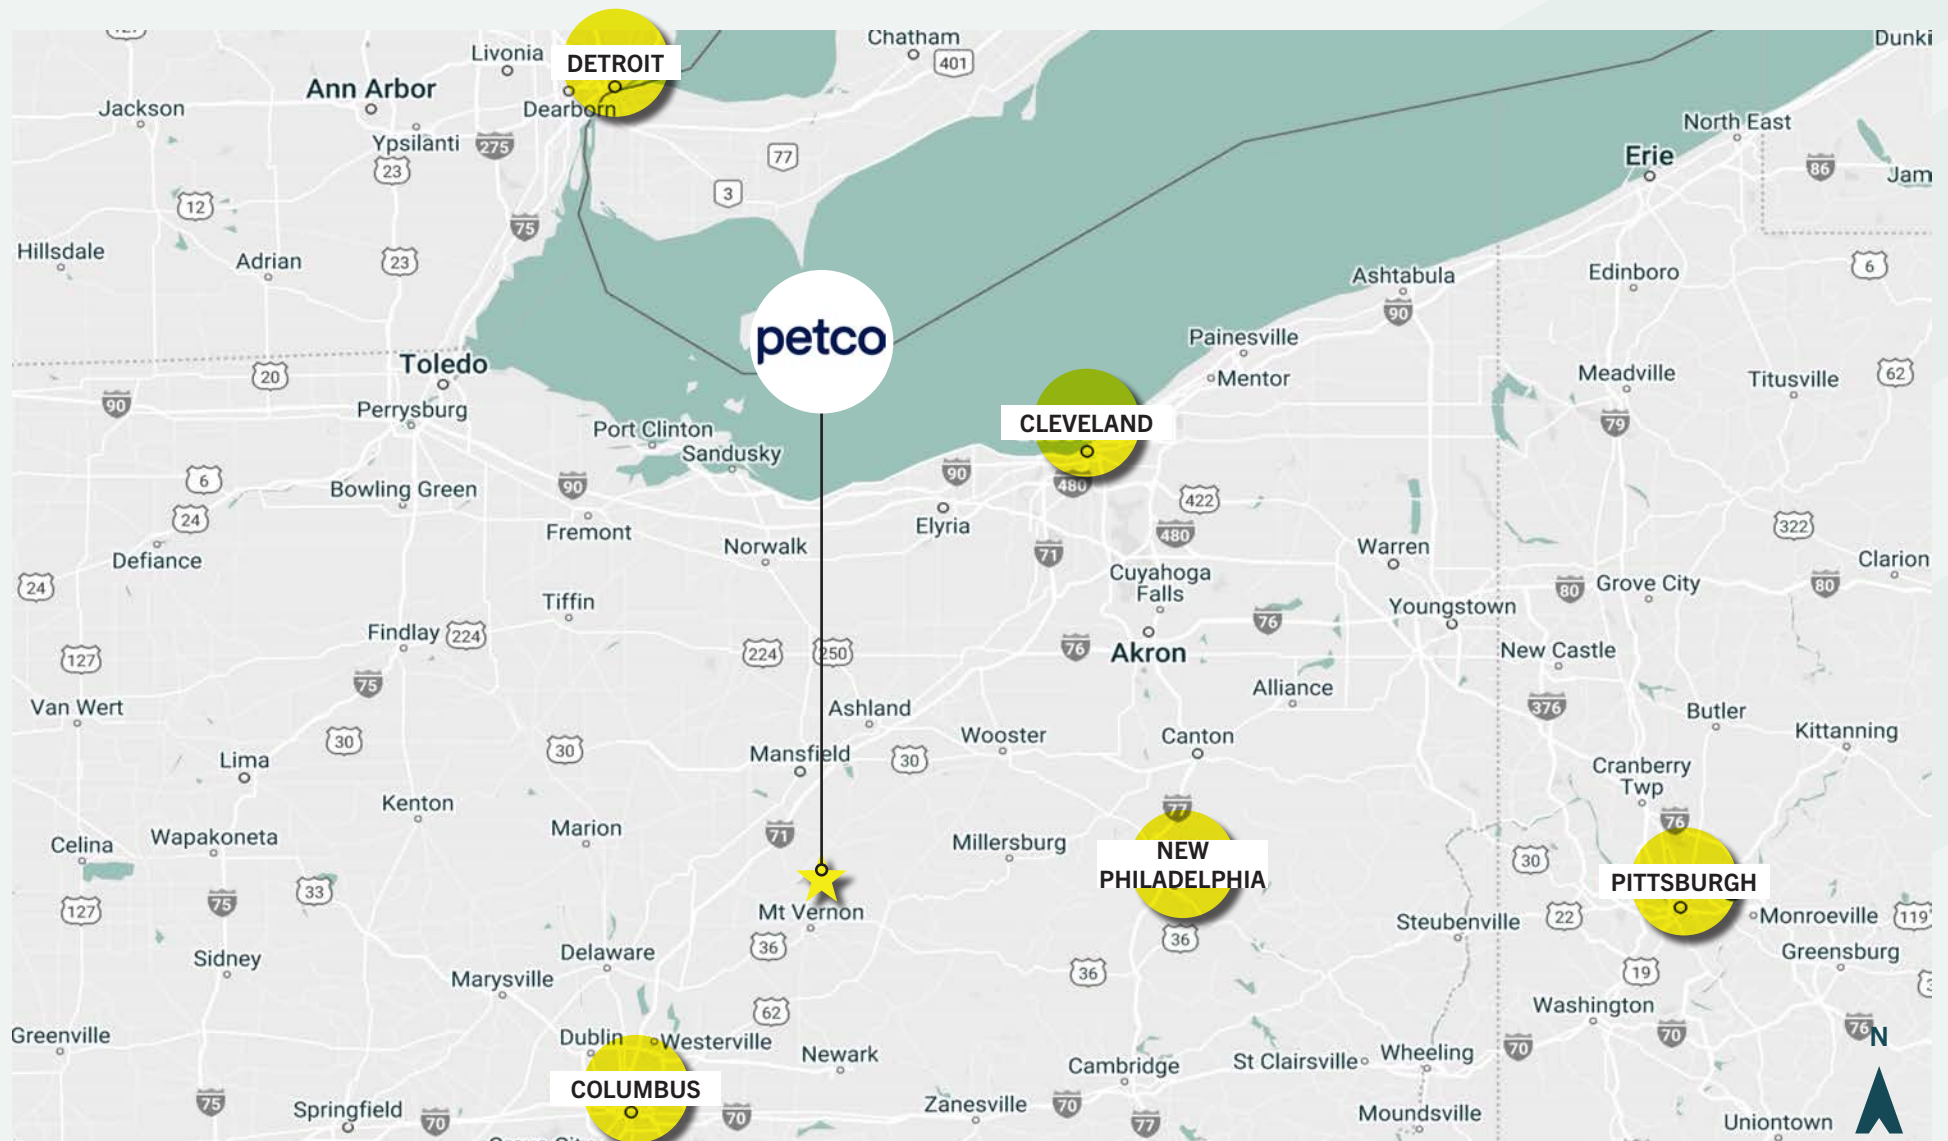 127
Livonia
DETROIT
Chatham
401
Dunki
Ann Arbor
Jackson
Dearborn
Ypsilanti
275
23
77
3
North East
Erie
86
Jam
12
75
Hillsdale
Adrian
23
Ashtabula
90
Edinboro
6
petco
Painesville
Mentor
Toledo
20
90
Perrysburg
Meadville
Titusville
62
79
CLEVELAND
Port Clinton
Sandusky
90
480
6
24
Bowling Green
90
Fremont
Elyria
422
480
71
322
Norwalk
Warren
Defiance
24
Cuyahoga
Falls
80
Grove City
80
Clarion
Tiffin
76
Youngstown
Findlay
224
224
250
76
Akron
New Castle
127
75
Alliance
376
Van Wert
Ashland
Butler
30
30
Mansfield
30
Wooster
Canton
Kittanning
Lima
Cranberry
Twp
Kenton
77
76
Celina
Wapakoneta
Marion
71
Millersburg
NEW
PHILADELPHIA
30
PITTSBURGH
127
75
33
Mt Vernon
36
36
36
Steubenville
22
Monroeville
119
Sidney
Delaware
Greensburg
19
Marysville
62
Washington
Greenville
Dublin
Westerville
Newark
70
70
76
N
Cambridge
St Clairsville
Wheeling
COLUMBUS
75
Springfield
70
70
Zanesville
70
77
Moundsville
Uniontown